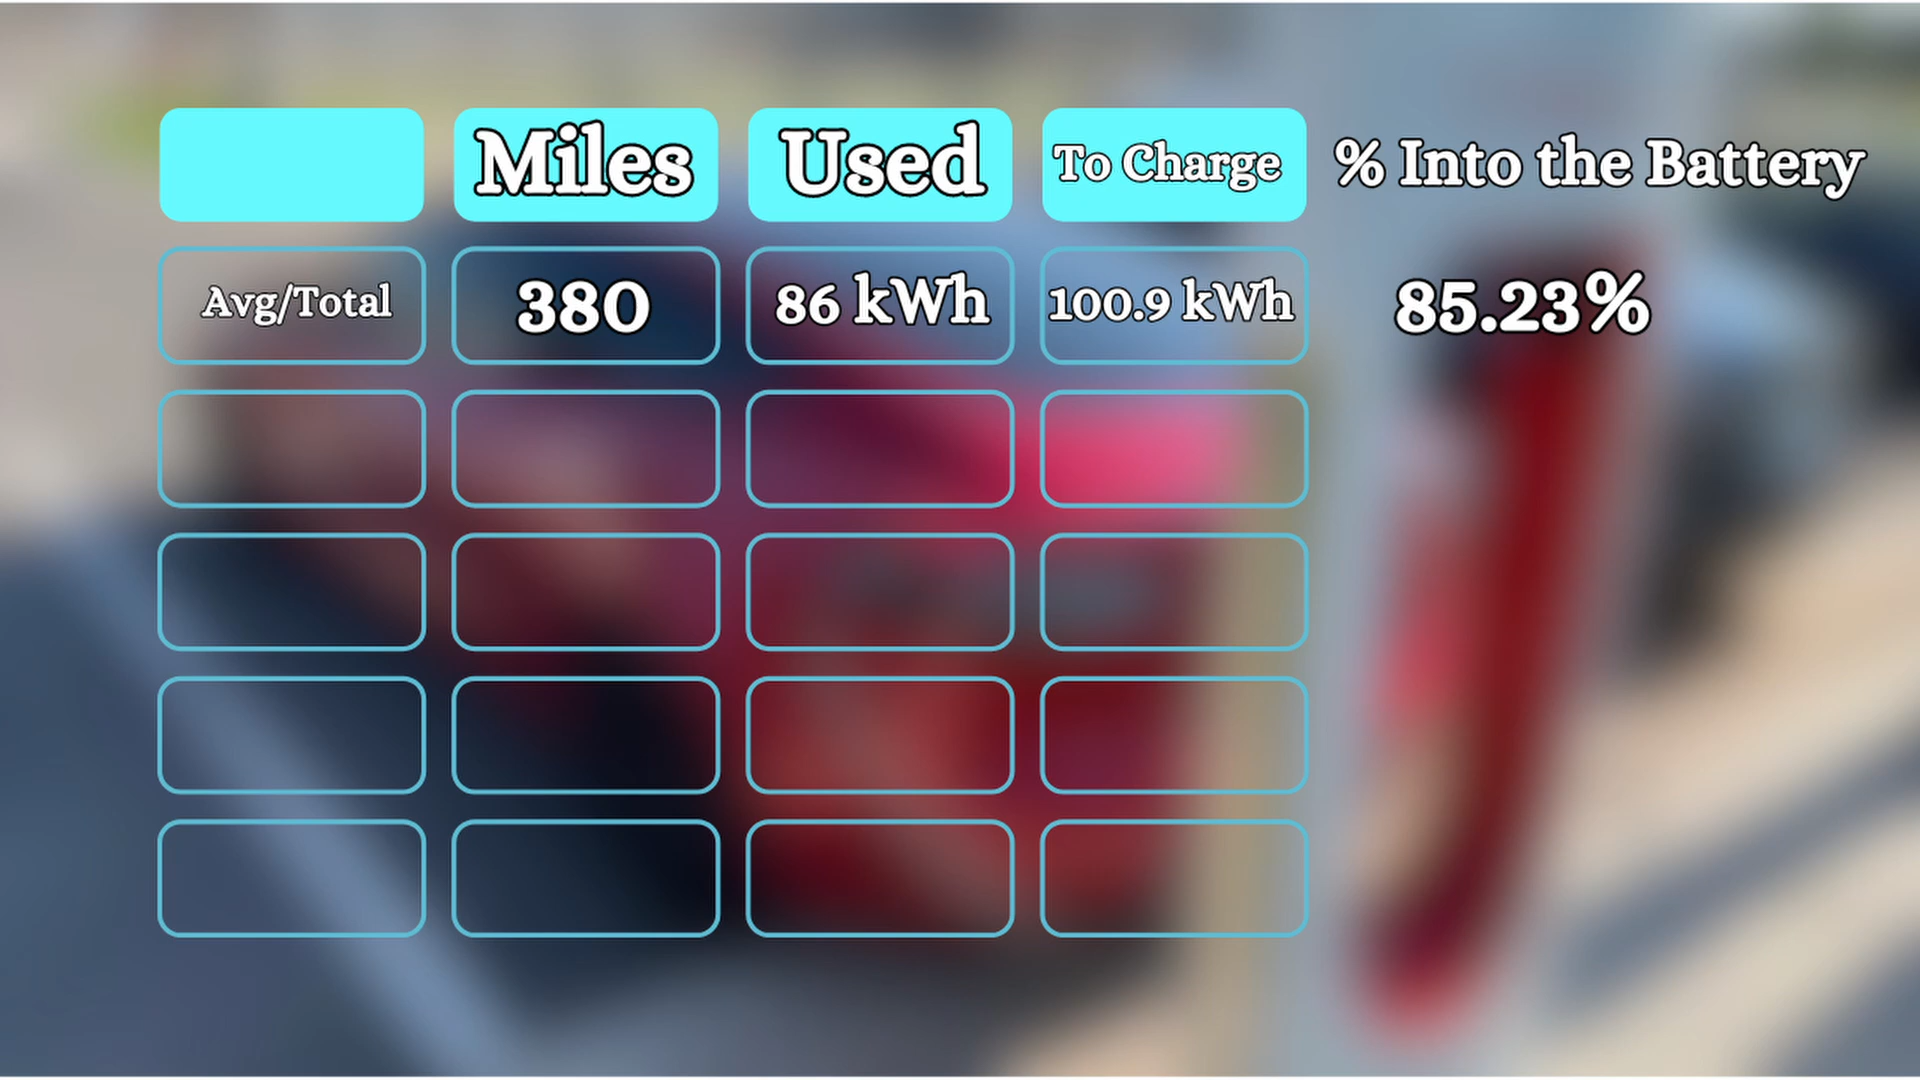 Miles Used To Charge % Into the Battery
Avg/Total 380 86 kWh 100.9 kWh 85.23%